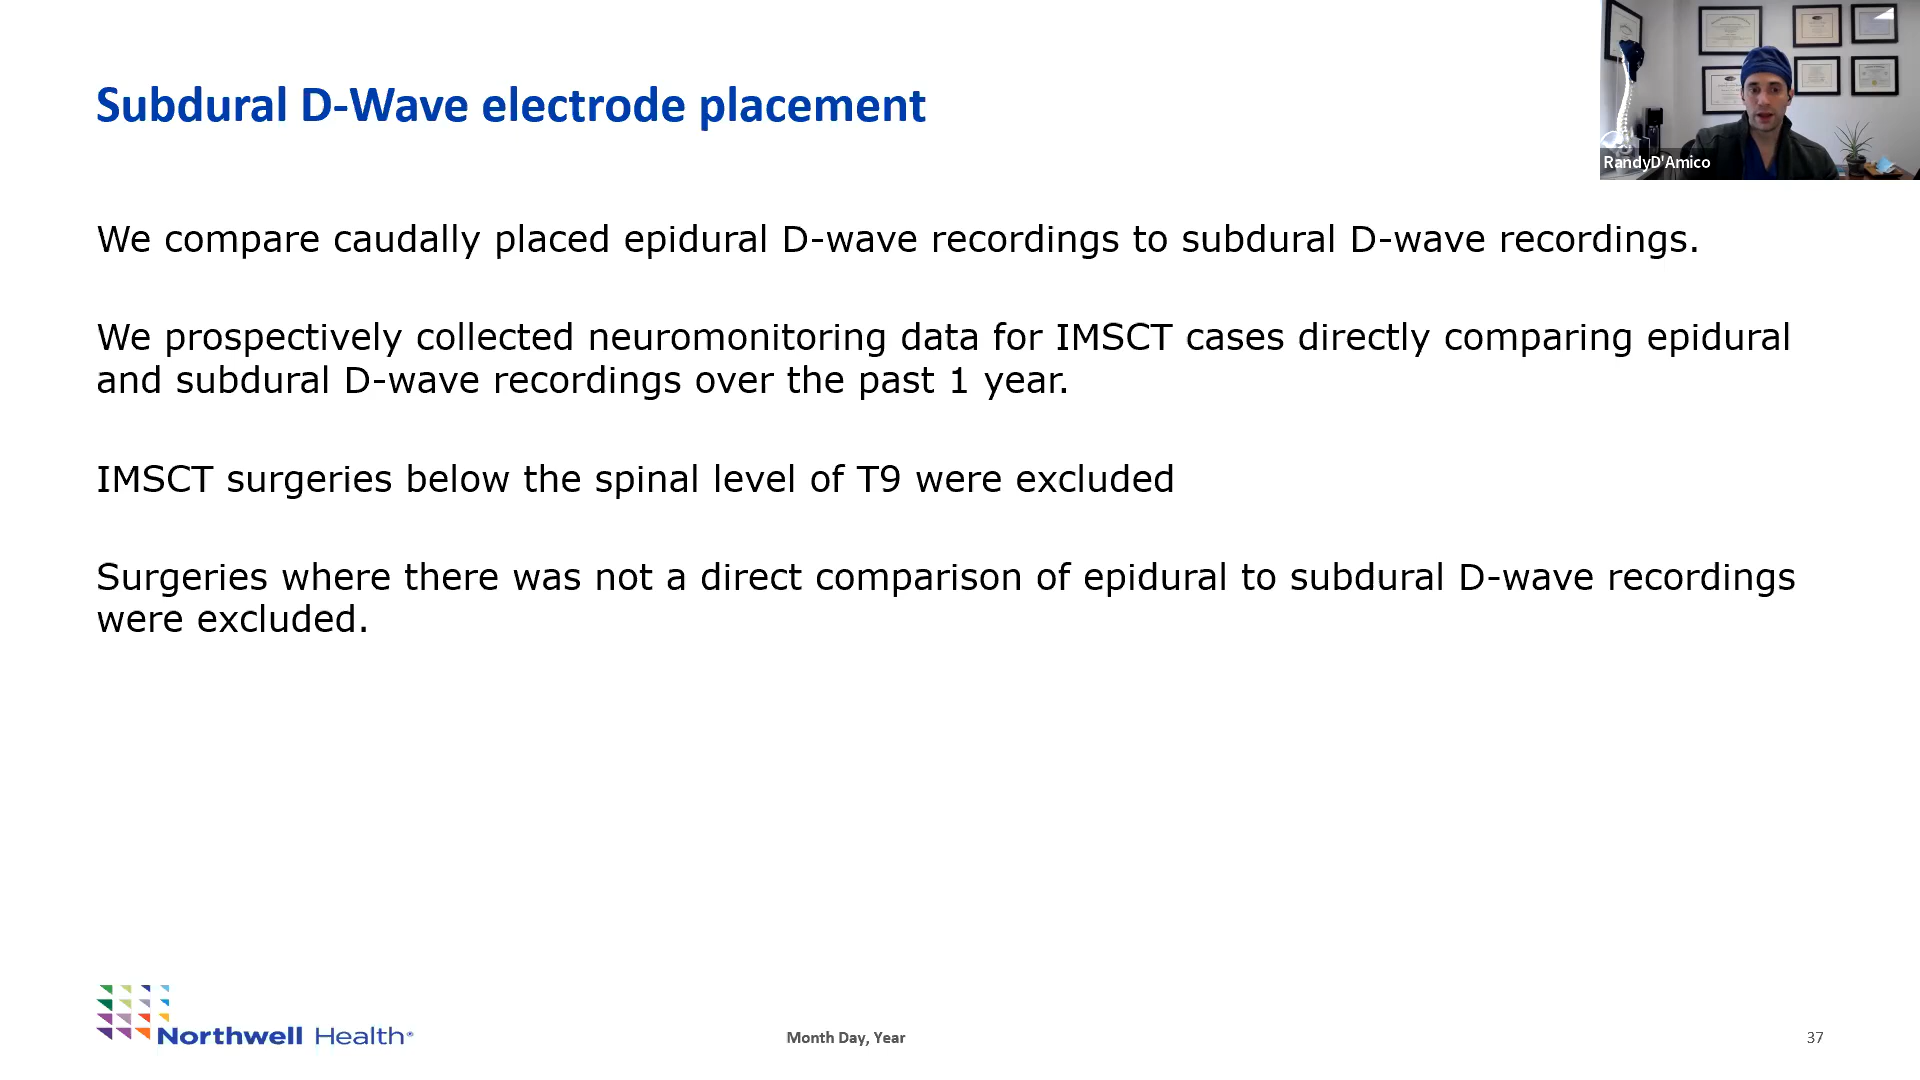 Subdural D-Wave electrode placement
RandyD'Amico
We compare caudally placed epidural D-wave recordings to subdural D-wave recordings.
We prospectively collected neuromonitoring data for IMSCT cases directly comparing epidural
and subdural D-wave recordings over the past 1 year.
IMSCT surgeries below the spinal level of T9 were excluded
Surgeries where there was not a direct comparison of epidural to subdural D-wave recordings
were excluded.
Northwell Health®
Month Day, Year
37